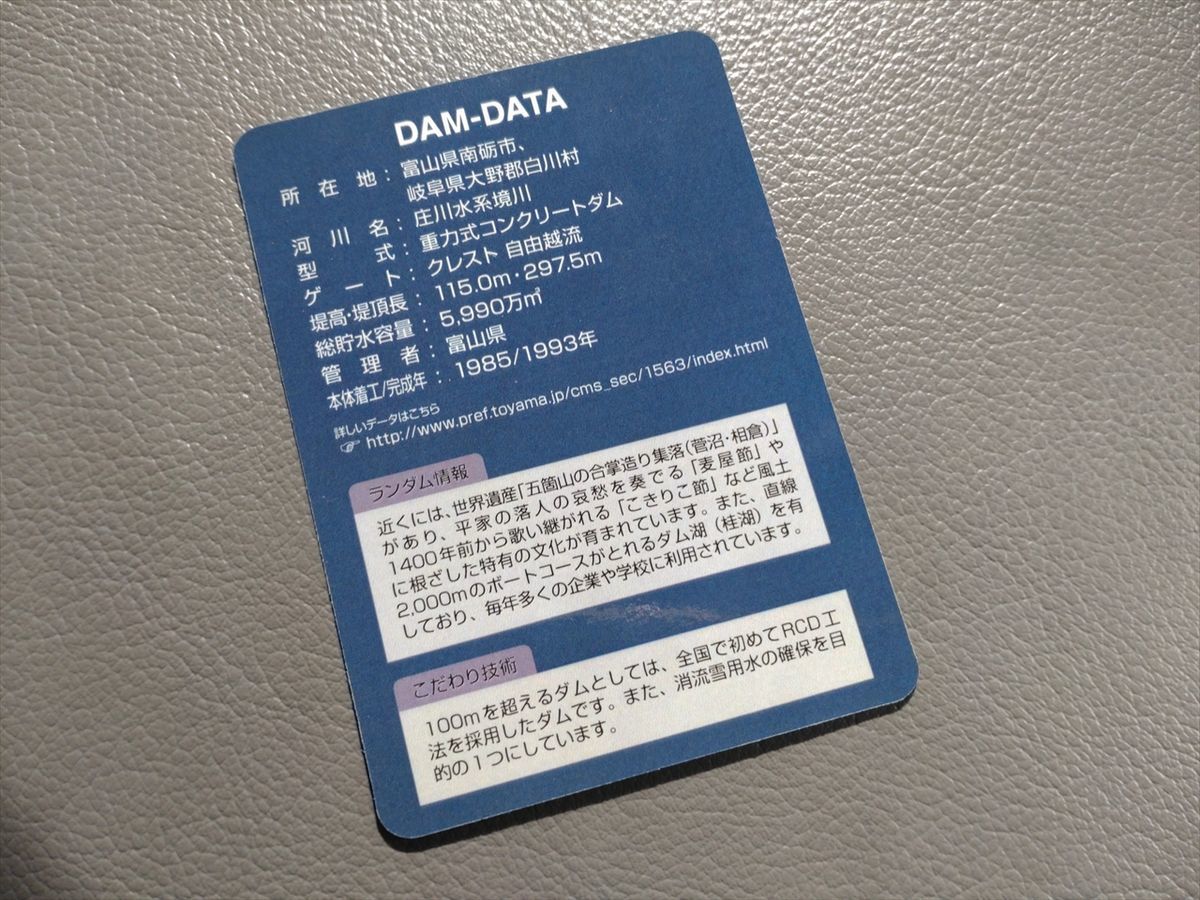 DAM-DATA
所在地：富山県南砺市、
岐阜県大野郡白川村
河川名：庄川水系境川
型式：重力式コンクリートダム
ゲート：クレスト 自由越流
堤高・堤頂長：115.0m・297.5m
総貯水容量：5,990万㎥
管理者：富山県
本体着工/完成年：1985/1993年
詳しいデータはこちら
☞ http://www.pref.toyama.jp/cms_sec/1563/index.html
ランダム情報
近くには、世界遺産「五箇山の合掌造り集落（菅沼・相倉）」
があり、平家の落人の哀愁を奏でる「麦屋節」や
1400年前から歌い継がれる「こきりこ節」など風土
に根ざした特有の文化が育まれています。また、直線
2,000mのボートコースがとれるダム湖（桂湖）を有
しており、毎年多くの企業や学校に利用されています。
こだわり技術
100mを超えるダムとしては、全国で初めてRCD工
法を採用したダムです。また、消流雪用水の確保を目
的の1つにしています。